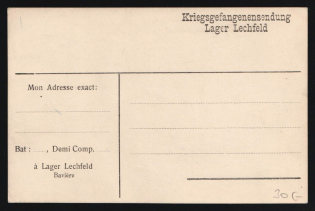 Kriegsgefangenensendung
Lager Lechfeld
Mon Adresse exact:
Bat: ....., Demi Comp.
à Lager Lechfeld
Bavière
30,-